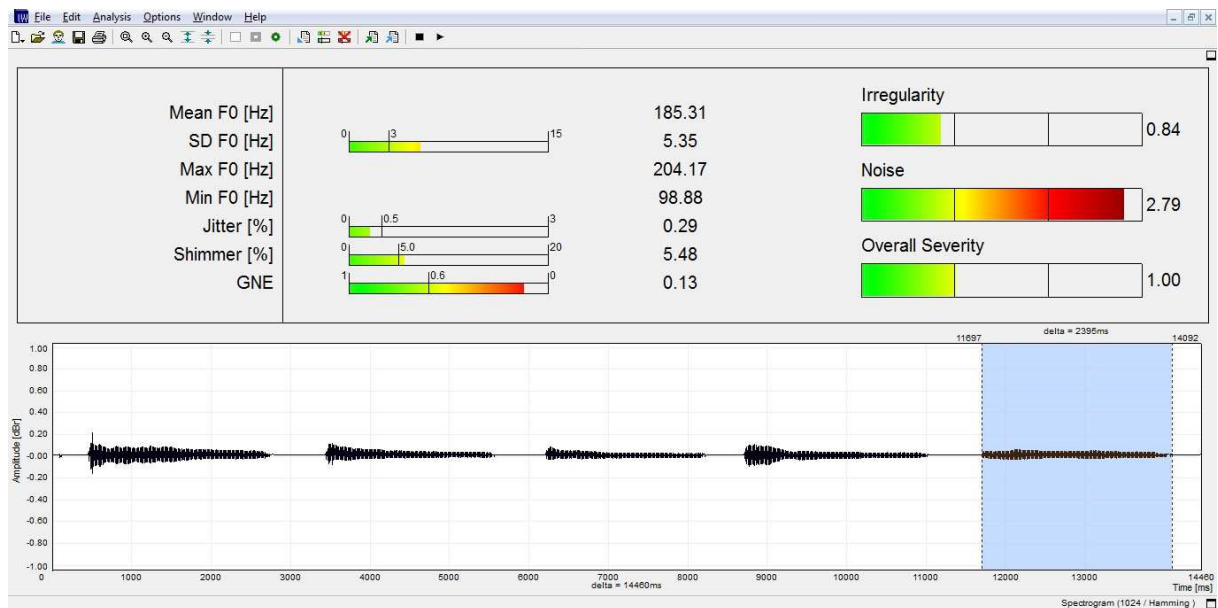 File Edit Analysis Options Window Help
Mean F0 [Hz] 185.31
SD F0 [Hz] 0 3 15 5.35
Max F0 [Hz] 204.17
Min F0 [Hz] 98.88
Jitter [%] 0 0.5 3 0.29
Shimmer [%] 0 5.0 20 5.48
GNE 1 0.6 0 0.13
Irregularity
0.84
Noise
2.79
Overall Severity
1.00
11697 delta = 2395ms 14092
1.00
0.80
0.60
0.40
0.20
-0.00
-0.20
-0.40
-0.60
-0.80
-1.00
Amplitude [dBr]
0 1000 2000 3000 4000 5000 6000 7000 8000 9000 10000 11000 12000 13000 14460
delta = 14460ms
Time [ms]
Spectrogram (1024 / Hamming )